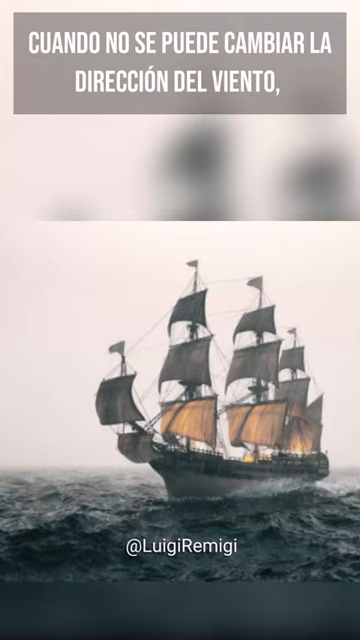 CUANDO NO SE PUEDE CAMBIAR LA
DIRECCIÓN DEL VIENTO,
@LuigiRemigi